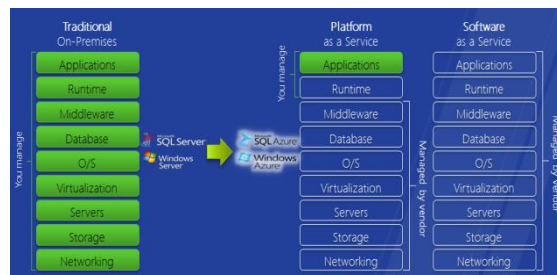 Traditional
On-Premises
You manage
Applications
Runtime
Middleware
Database
O/S
Virtualization
Servers
Storage
Networking
Microsoft
SQL Server
Windows
Server
SQL Azure
Windows
Azure
Platform
as a Service
You manage
Applications
Runtime
Middleware
Database
O/S
Virtualization
Servers
Storage
Networking
Managed by vendor
Software
as a Service
Applications
Runtime
Middleware
Database
O/S
Virtualization
Servers
Storage
Networking
Managed by vendor